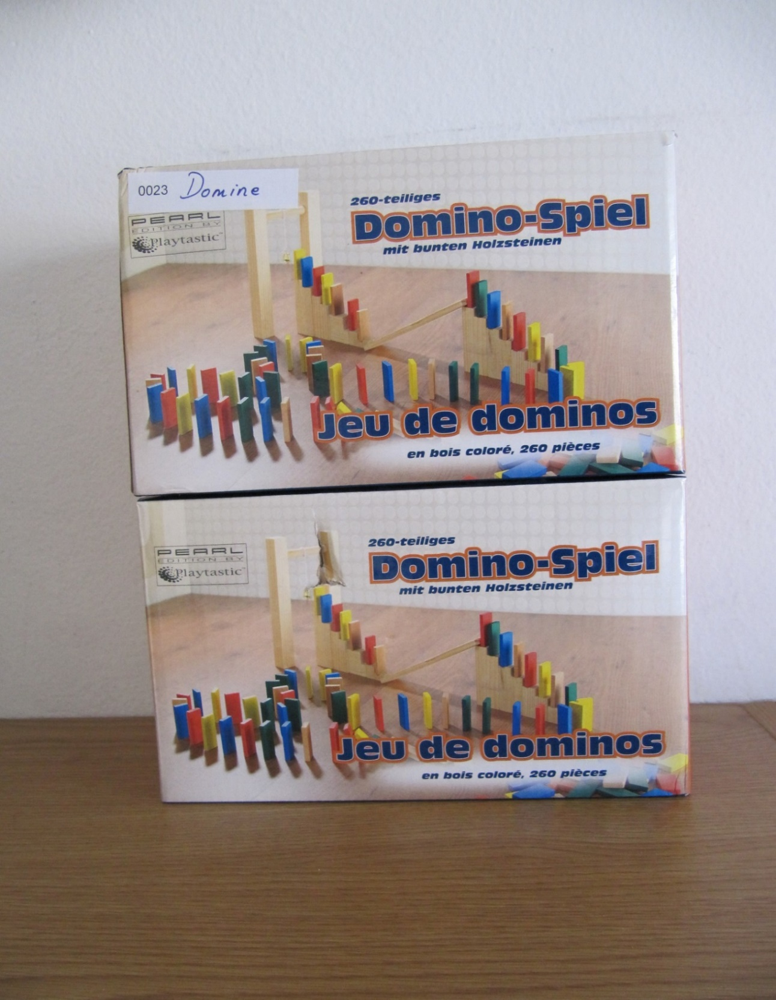 0023 Domine
PEARL
EDITION BY
Playtastic™
260-teiliges
Domino-Spiel
mit bunten Holzsteinen
Jeu de dominos
en bois coloré, 260 pièces
PEARL
EDITION BY
Playtastic™
260-teiliges
Domino-Spiel
mit bunten Holzsteinen
Jeu de dominos
en bois coloré, 260 pièces